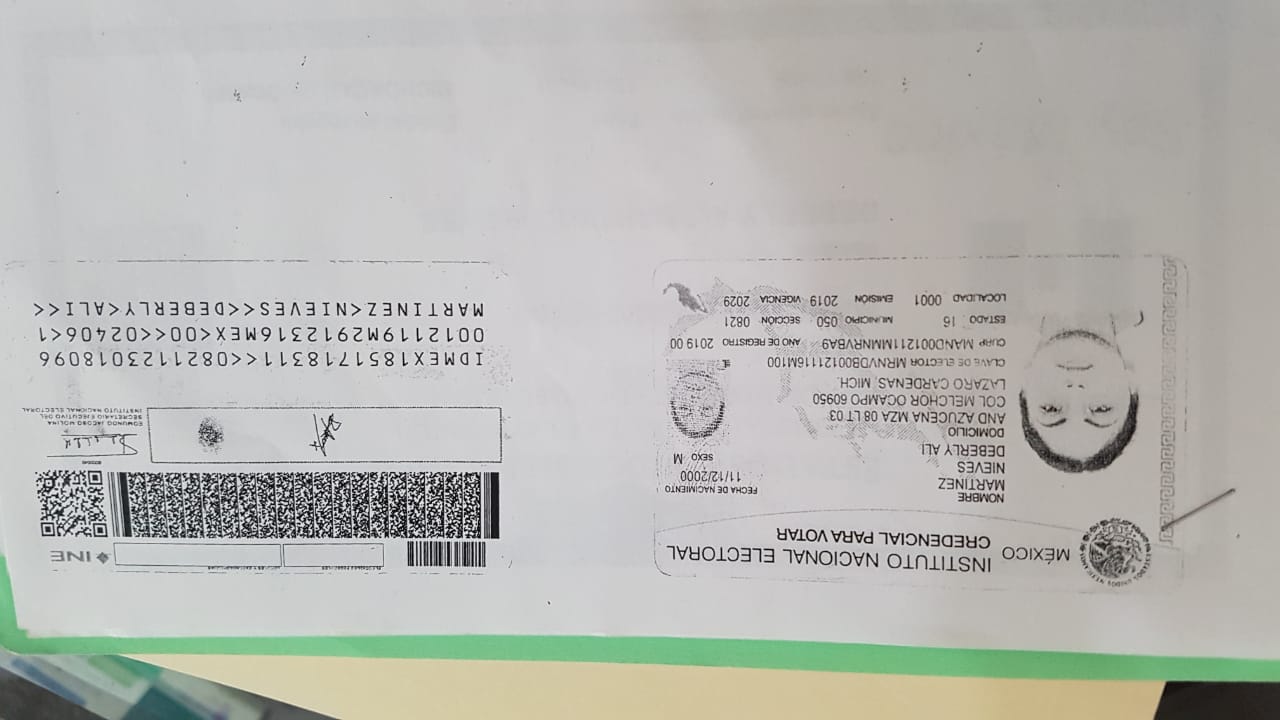 MÉXICO
INSTITUTO NACIONAL ELECTORAL
CREDENCIAL PARA VOTAR
NOMBRE
MARTINEZ
NIEVES
DEBERLY ALI
FECHA DE NACIMIENTO
11/12/2000
SEXO M
DOMICILIO
AND AZUCENA MZA 08 LT 03
COL MELCHOR OCAMPO 60950
LAZARO CARDENAS, MICH.
CLAVE DE ELECTOR MRNVDB00121116M100
CURP MAND001211MMNRVBA9 AÑO DE REGISTRO 2019 00
ESTADO 16 MUNICIPIO 050 SECCIÓN 0821
LOCALIDAD 0001 EMISIÓN 2019 VIGENCIA 2029
INE
EDMUNDO JACOBO MOLINA
SECRETARIO EJECUTIVO DEL
INSTITUTO NACIONAL ELECTORAL
IDMEX1851718311<<0821123018096
0012119M2912316MEX<00<<02406<1
MARTINEZ<NIEVES<<DEBERLY<ALI<<